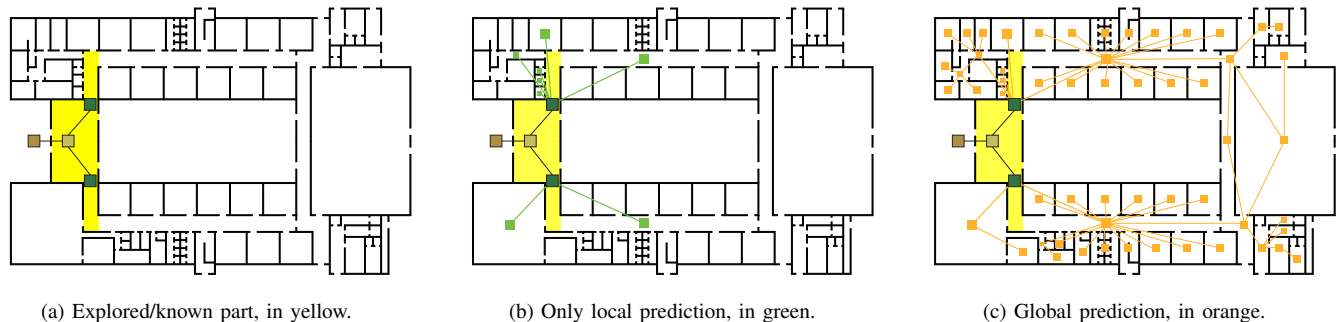 (a) Explored/known part, in yellow.
(b) Only local prediction, in green.
(c) Global prediction, in orange.